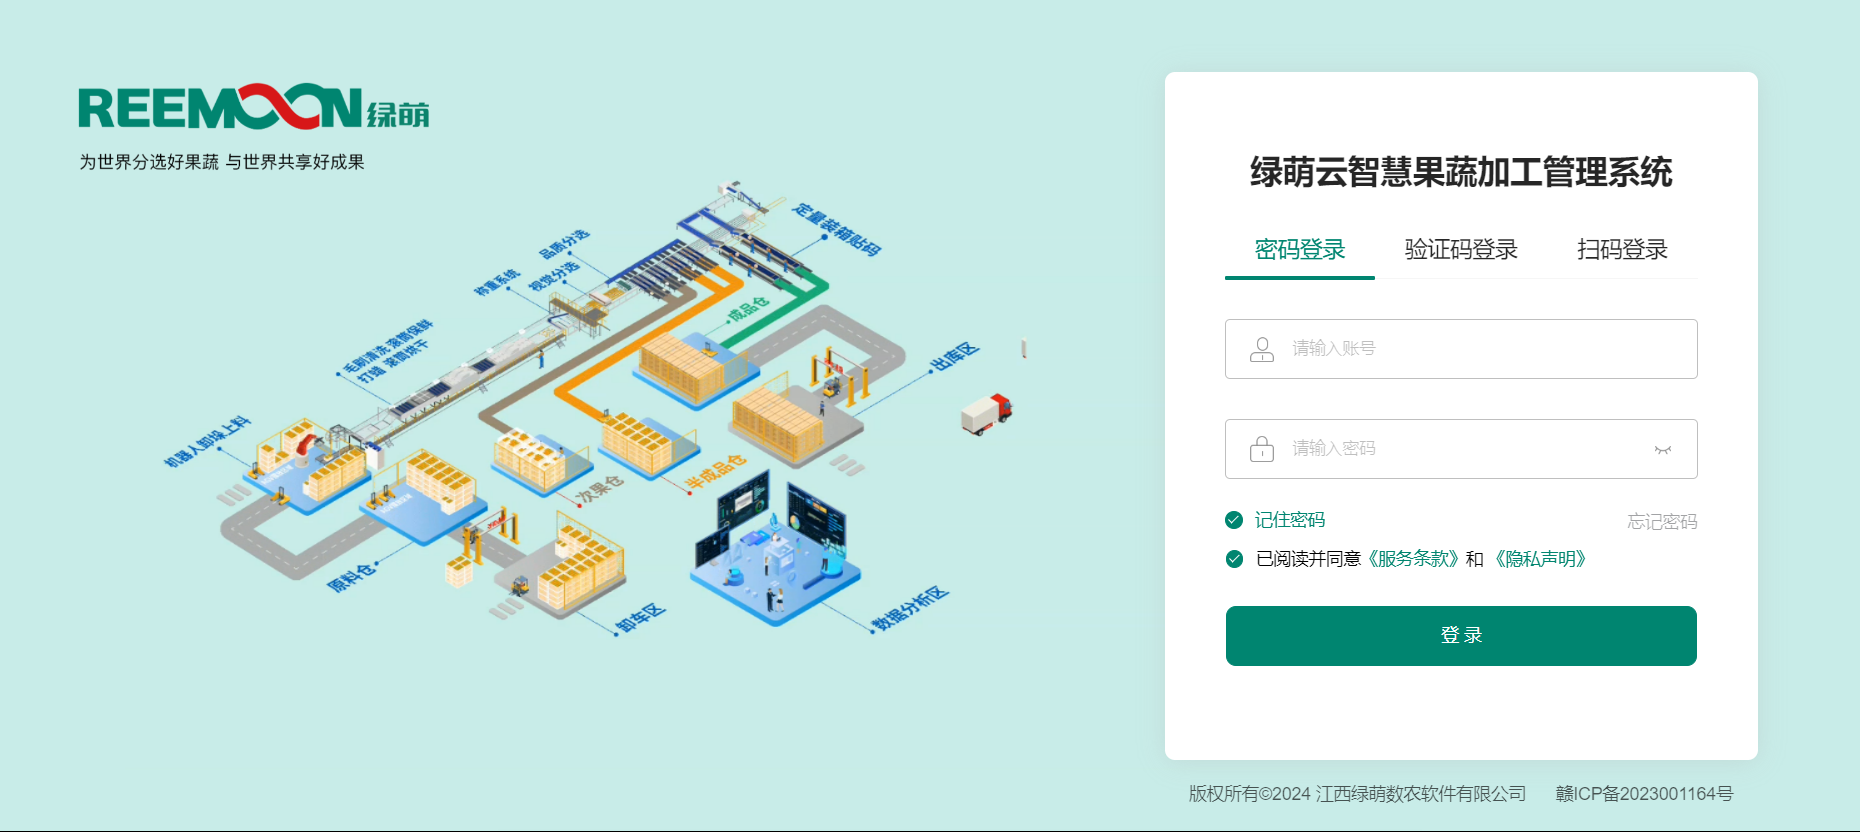 REEMOON绿萌
为世界分选好果蔬 与世界共享好成果
定量装箱贴码
品质分选
视觉分选
称重系统
毛刷清洗 滚筒保鲜
打蜡 滚筒烘干
成品仓
出库区
机器人卸垛上料
次果仓
半成品仓
原料仓
卸车区
数据分析区
绿萌云智慧果蔬加工管理系统
密码登录 验证码登录 扫码登录
请输入账号
请输入密码
记住密码 忘记密码
已阅读并同意《服务条款》和 《隐私声明》
登 录
版权所有©2024 江西绿萌数农软件有限公司 赣ICP备2023001164号